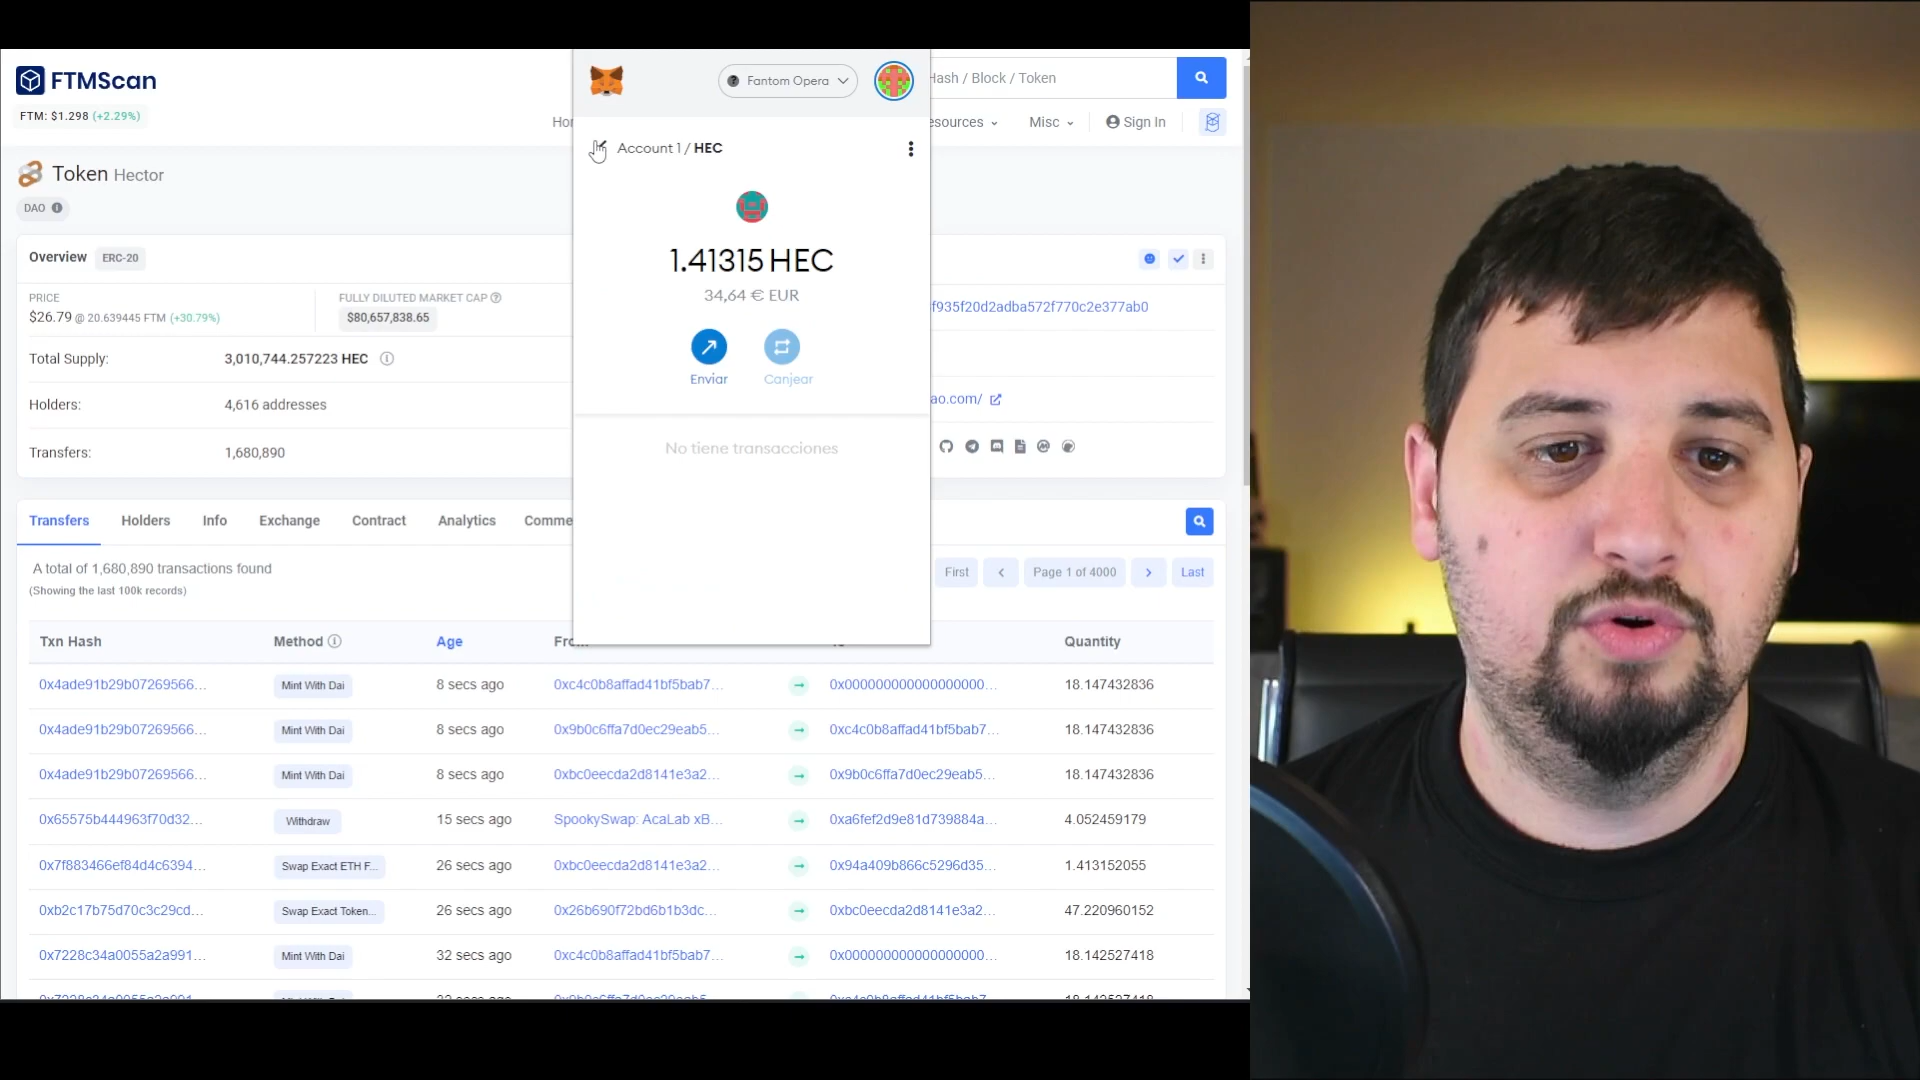 FTMScan
FTM: $1.298 (+2.29%)
Hash / Block / Token
Misc
Sign In
Token Hector
DAO
Overview ERC-20
PRICE
$26.79 @ 20.639445 FTM (+30.79%)
FULLY DILUTED MARKET CAP
$80,657,838.65
Total Supply: 3,010,744.257223 HEC
Holders: 4,616 addresses
Transfers: 1,680,890
Fantom Opera
Account 1 / HEC
1.41315 HEC
34,64 € EUR
Enviar Canjear
No tiene transacciones
f935f20d2adba572f770c2e377ab0
ao.com/
Transfers Holders Info Exchange Contract Analytics
A total of 1,680,890 transactions found
(Showing the last 100k records)
First Page 1 of 4000 Last
Txn Hash Method Age Quantity
0x4ade91b29b07269566... Mint With Dai 8 secs ago 0xc4c0b8affad41bf5bab7... 0x000000000000000000... 18.147432836
0x4ade91b29b07269566... Mint With Dai 8 secs ago 0x9b0c6ffa7d0ec29eab5... 0xc4c0b8affad41bf5bab7... 18.147432836
0x4ade91b29b07269566... Mint With Dai 8 secs ago 0xbc0eecda2d8141e3a2... 0x9b0c6ffa7d0ec29eab5... 18.147432836
0x65575b444963f70d32... Withdraw 15 secs ago SpookySwap: AcaLab xB... 0xa6fef2d9e81d739884a... 4.052459179
0x7f883466ef84d4c6394... Swap Exact ETH F... 26 secs ago 0xbc0eecda2d8141e3a2... 0x94a409b866c5296d35... 1.413152055
0xb2c17b75d70c3c29cd... Swap Exact Token... 26 secs ago 0x26b690f72bd6b1b3dc... 0xbc0eecda2d8141e3a2... 47.220960152
0x7228c34a0055a2a991... Mint With Dai 32 secs ago 0xc4c0b8affad41bf5bab7... 0x000000000000000000... 18.142527418